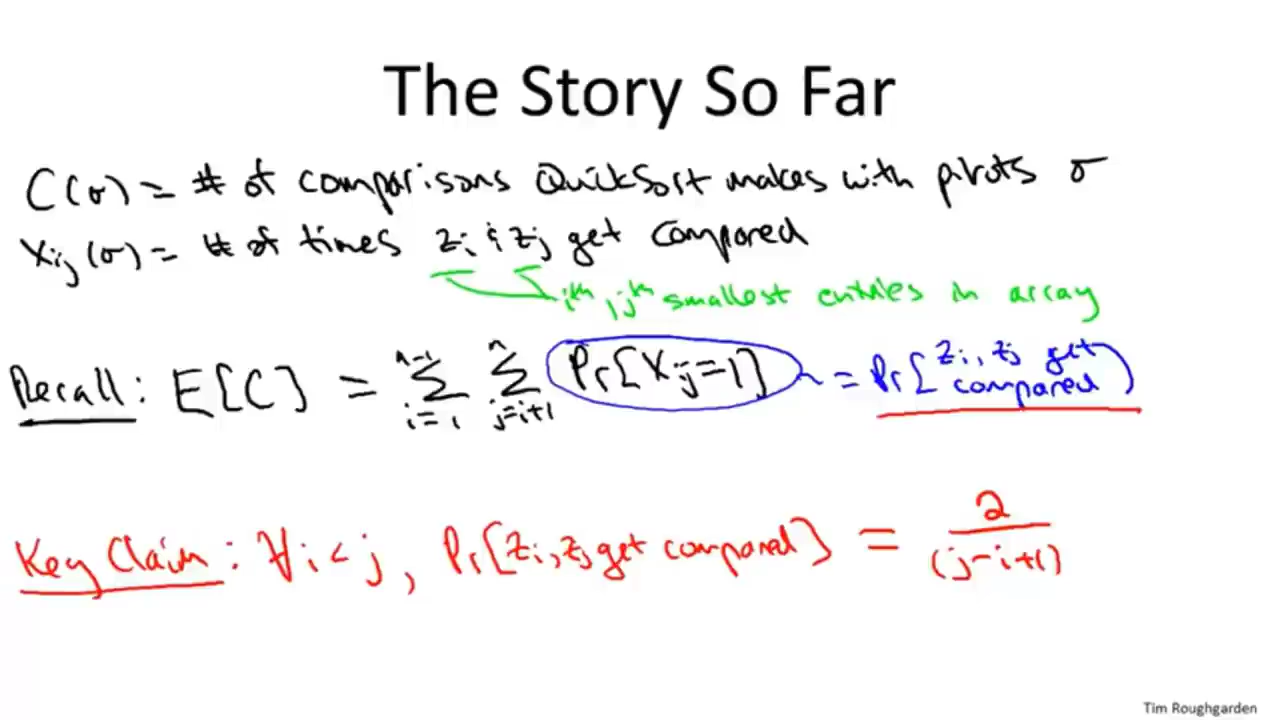 The Story So Far
C(σ) = # of comparisons QuickSort makes with pivots σ
Xij(σ) = # of times zi & zj get compared
ith, jth smallest entries in array
Recall: E[C] = Σ_{i=1}^{n-1} Σ_{j=i+1}^{n} Pr[Xij=1] = Pr[zi, zj get compared]
Key Claim: ∀i<j, Pr[zi, zj get compared] = 2/(j-i+1)
Tim Roughgarden